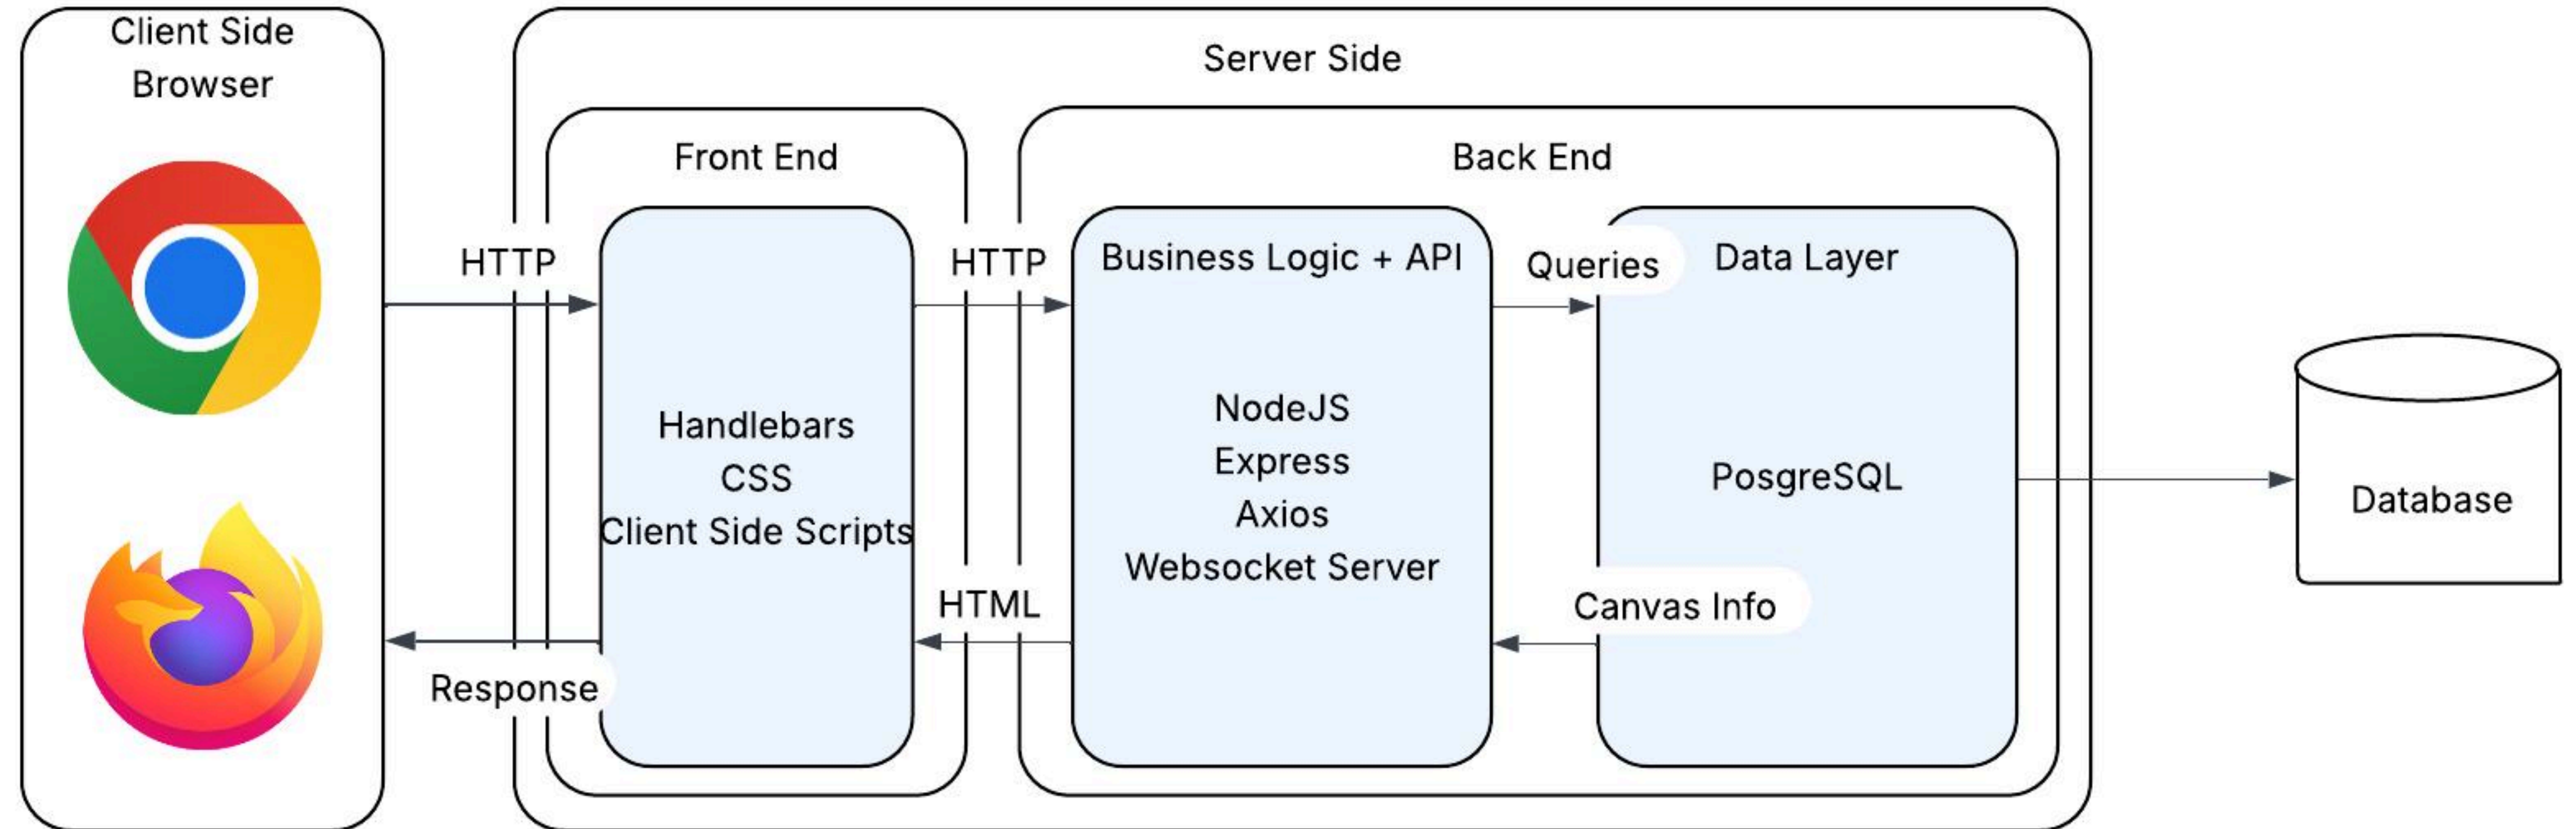 Client Side
Browser
Server Side
Front End
Back End
HTTP
HTTP
Business Logic + API
Queries
Data Layer
Handlebars
CSS
Client Side Scripts
NodeJS
Express
Axios
Websocket Server
PosgreSQL
Database
HTML
Canvas Info
Response